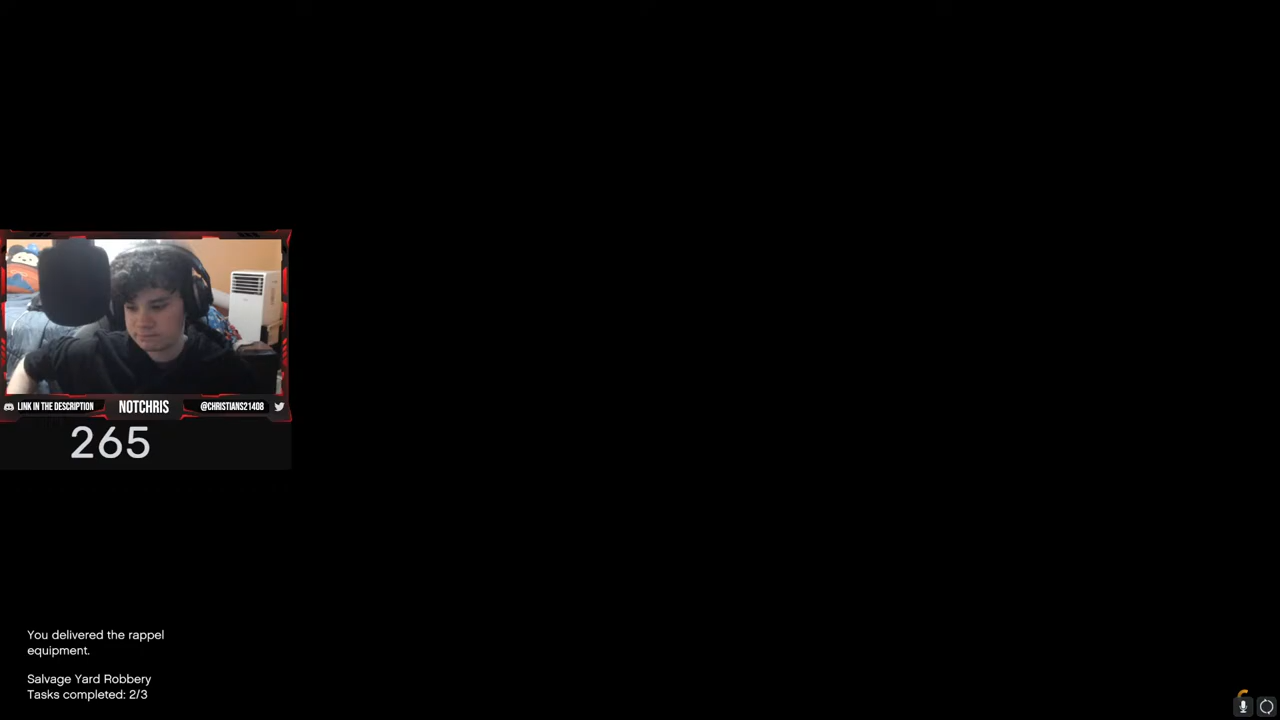 LINK IN THE DESCRIPTION
NOTCHRIS
@CHRISTIANS21408
265
You delivered the rappel
equipment.
Salvage Yard Robbery
Tasks completed: 2/3